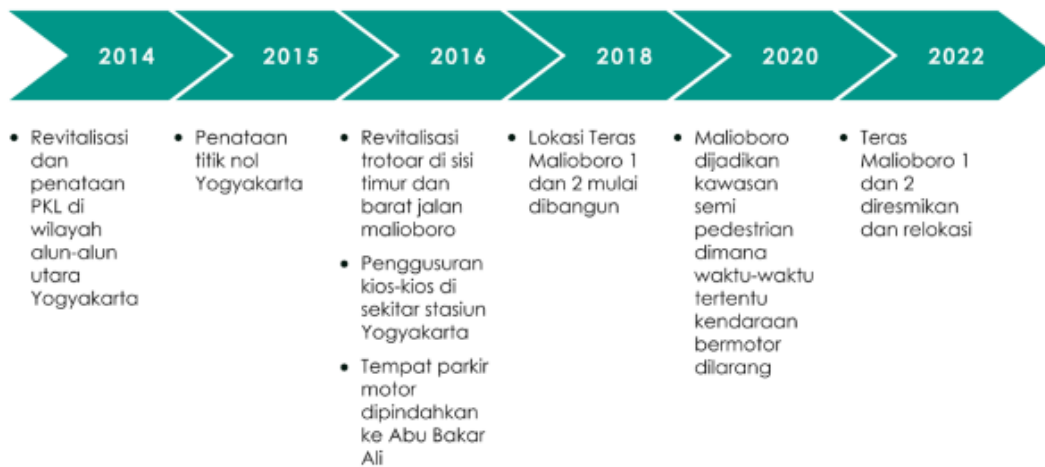 2014
2015
2016
2018
2020
2022
• Revitalisasi
dan
penataan
PKL di
wilayah
alun-alun
utara
Yogyakarta
• Penataan
titik nol
Yogyakarta
• Revitalisasi
trotoar di sisi
timur dan
barat jalan
malioboro
• Penggusuran
kios-kios di
sekitar stasiun
Yogyakarta
• Tempat parkir
motor
dipindahkan
ke Abu Bakar
Ali
• Lokasi Teras
Malioboro 1
dan 2 mulai
dibangun
• Malioboro
dijadikan
kawasan
semi
pedestrian
dimana
waktu-waktu
tertentu
kendaraan
bermotor
dilarang
• Teras
Malioboro 1
dan 2
diresmikan
dan relokasi